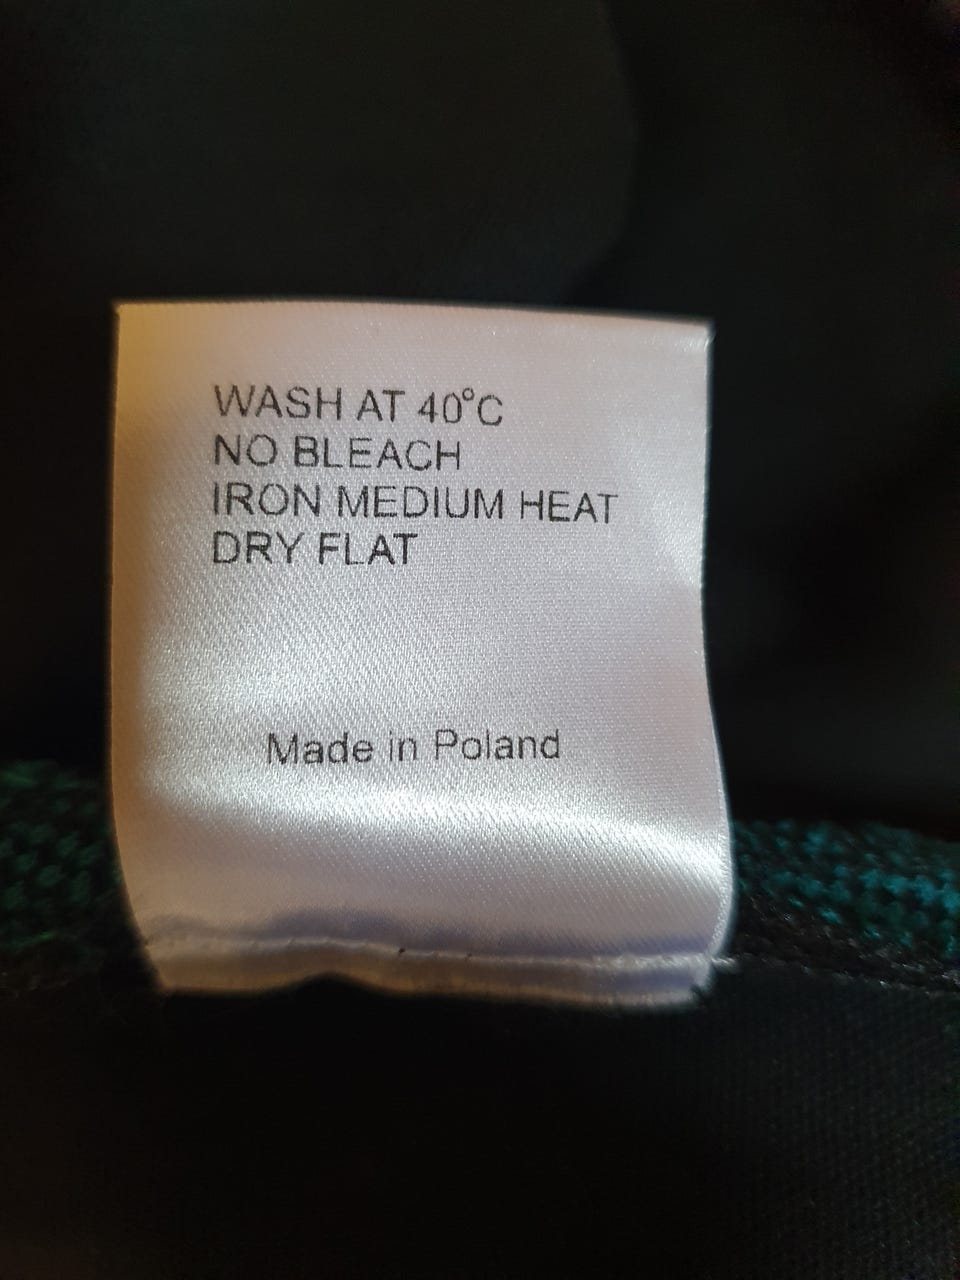 WASH AT 40°C
NO BLEACH
IRON MEDIUM HEAT
DRY FLAT
Made in Poland